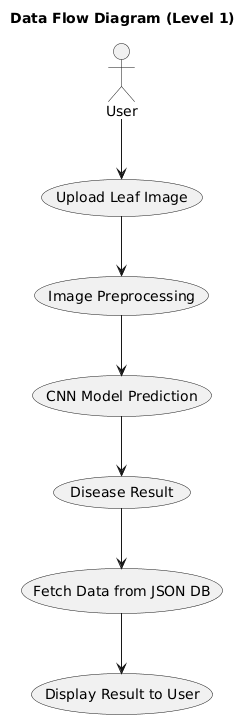 Data Flow Diagram (Level 1)
User
Upload Leaf Image
Image Preprocessing
CNN Model Prediction
Disease Result
Fetch Data from JSON DB
Display Result to User